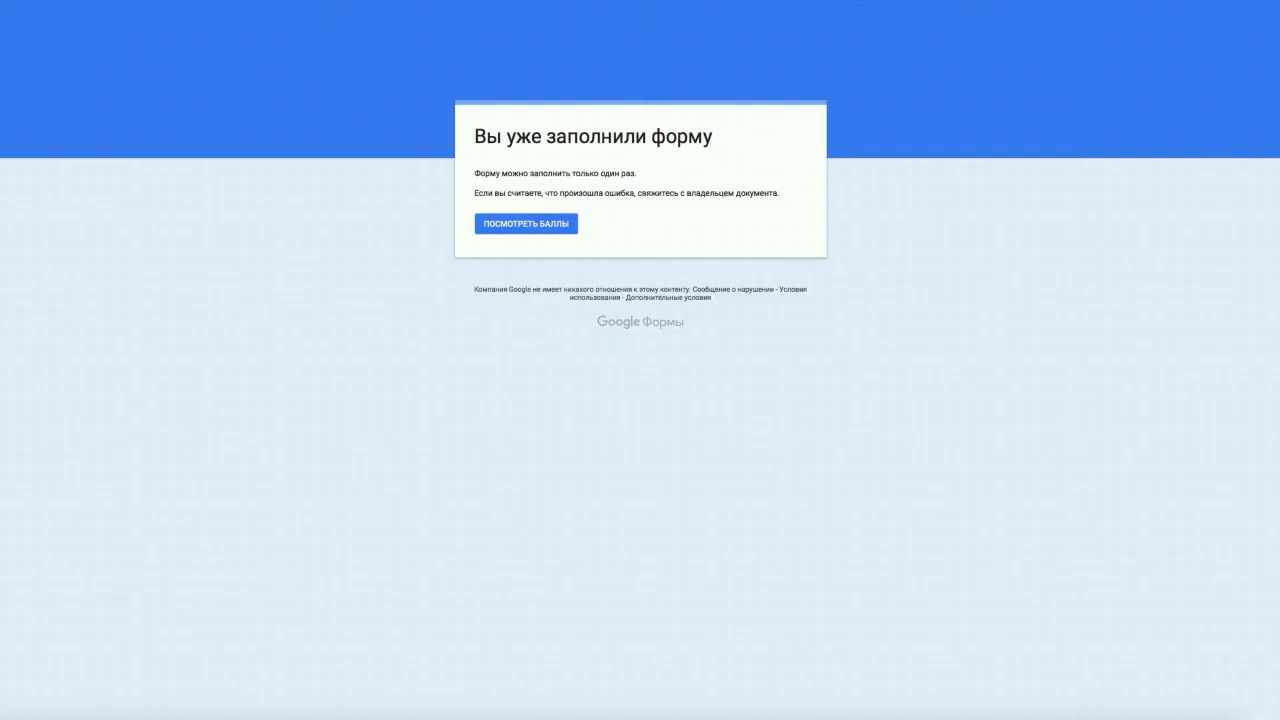 Вы уже заполнили форму
Форму можно заполнить только один раз.
Если вы считаете, что произошла ошибка, свяжитесь с владельцем документа.
ПОСМОТРЕТЬ БАЛЛЫ
Компания Google не имеет никакого отношения к этому контенту. Сообщение о нарушении - Условия
использования - Дополнительные условия
Google Формы